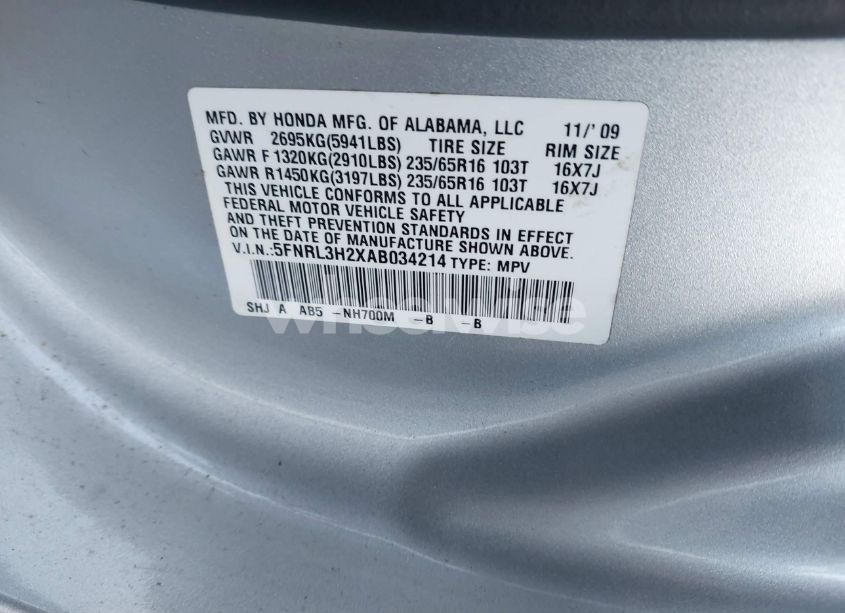 MFD. BY HONDA MFG. OF ALABAMA, LLC 11/'09
GVWR 2695KG(5941LBS) TIRE SIZE RIM SIZE
GAWR F 1320KG(2910LBS) 235/65R16 103T 16X7J
GAWR R1450KG(3197LBS) 235/65R16 103T 16X7J
THIS VEHICLE CONFORMS TO ALL APPLICABLE
FEDERAL MOTOR VEHICLE SAFETY
AND THEFT PREVENTION STANDARDS IN EFFECT
ON THE DATE OF MANUFACTURE SHOWN ABOVE.
V.I.N.:5FNRL3H2XAB034214 TYPE: MPV
SHJ A AB5 -NH700M -B -B
wheelwise